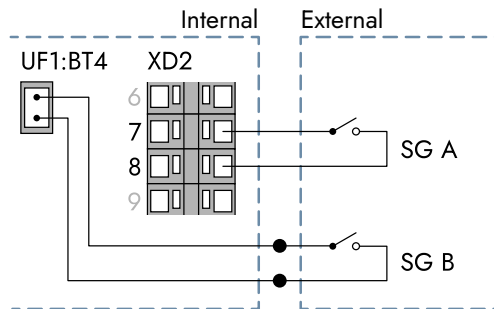 Internal External
UF1:BT4 XD2
6
7
8
9
SG A
SG B